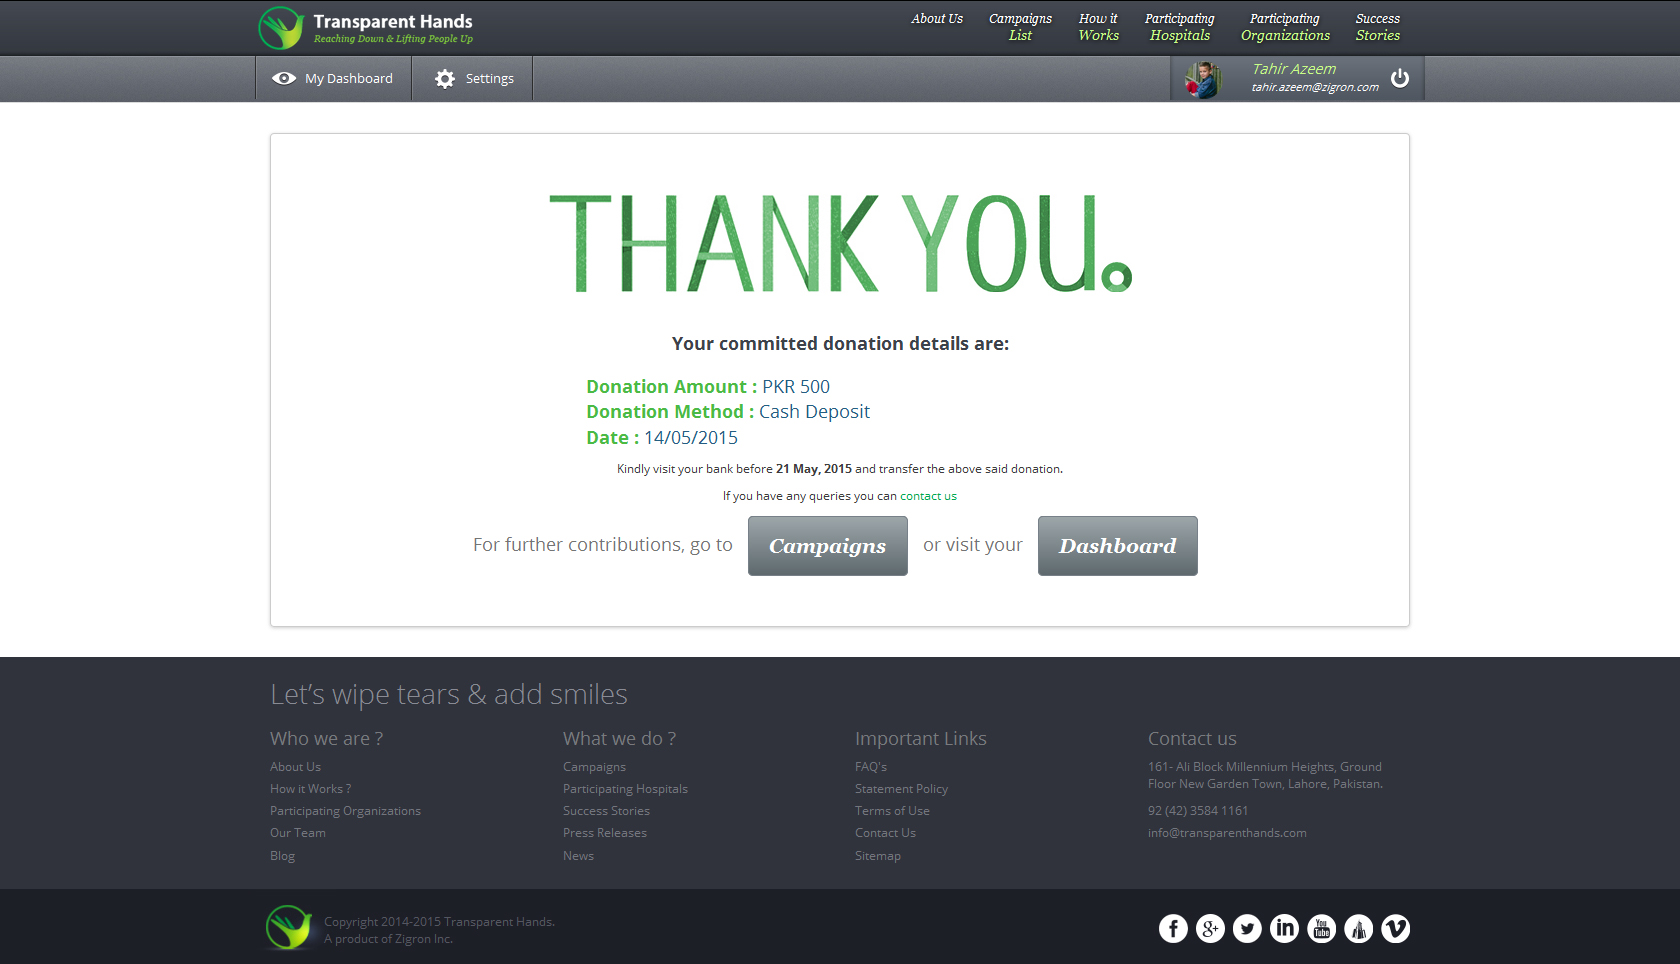 Transparent Hands
Reaching Down & Lifting People Up
About Us
Campaigns
List
How it
Works
Participating
Hospitals
Participating
Organizations
Success
Stories
My Dashboard
Settings
Tahir Azeem
tahir.azeem@zigron.com
THANK YOU.
Your committed donation details are:
Donation Amount : PKR 500
Donation Method : Cash Deposit
Date : 14/05/2015
Kindly visit your bank before 21 May, 2015 and transfer the above said donation.
If you have any queries you can contact us
For further contributions, go to Campaigns or visit your Dashboard
Let's wipe tears & add smiles
Who we are ?
About Us
How it Works ?
Participating Organizations
Our Team
Blog
What we do ?
Campaigns
Participating Hospitals
Success Stories
Press Releases
News
Important Links
FAQ's
Statement Policy
Terms of Use
Contact Us
Sitemap
Contact us
161- Ali Block Millennium Heights, Ground
Floor New Garden Town, Lahore, Pakistan.
92 (42) 3584 1161
info@transparenthands.com
Copyright 2014-2015 Transparent Hands.
A product of Zigron Inc.
f
g+
in
You
Tube